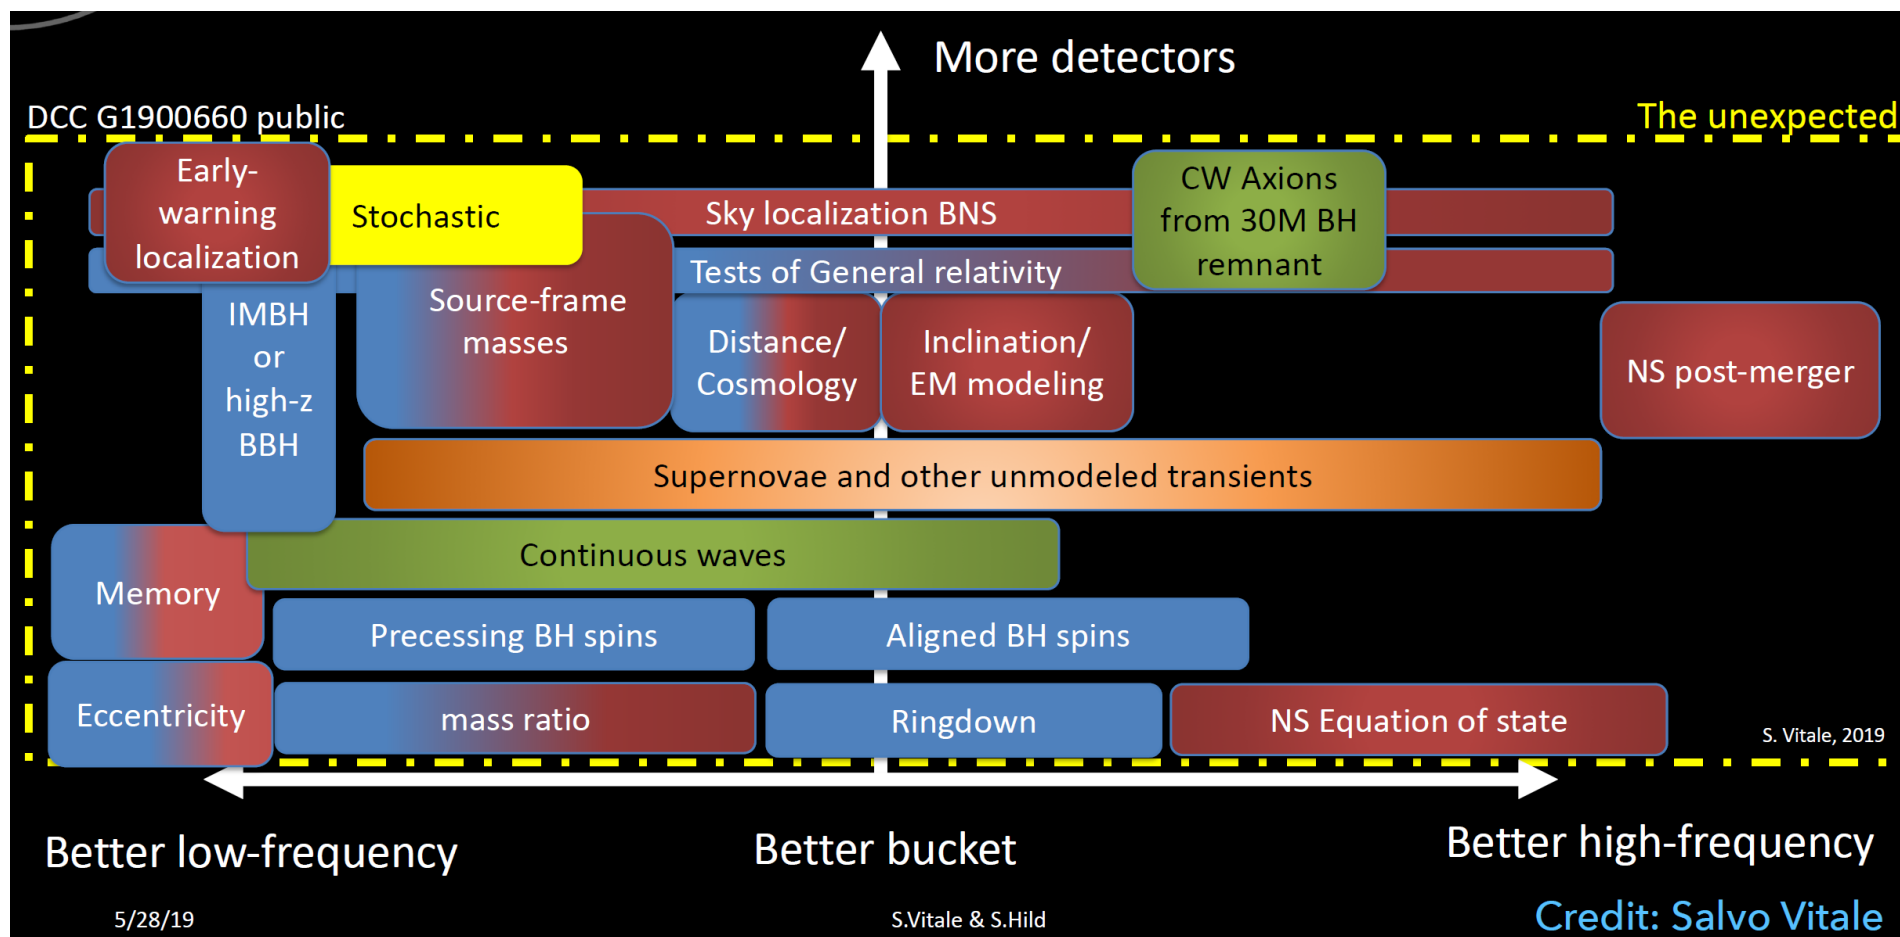 More detectors
DCC G1900660 public
The unexpected
Early-
warning
localization
Stochastic
Sky localization BNS
CW Axions
from 30M BH
remnant
Tests of General relativity
IMBH
or
high-z
BBH
Source-frame
masses
Distance/
Cosmology
Inclination/
EM modeling
NS post-merger
Supernovae and other unmodeled transients
Continuous waves
Memory
Precessing BH spins
Aligned BH spins
Eccentricity
mass ratio
Ringdown
NS Equation of state
S. Vitale, 2019
Better low-frequency
Better bucket
Better high-frequency
5/28/19
S.Vitale & S.Hild
Credit: Salvo Vitale